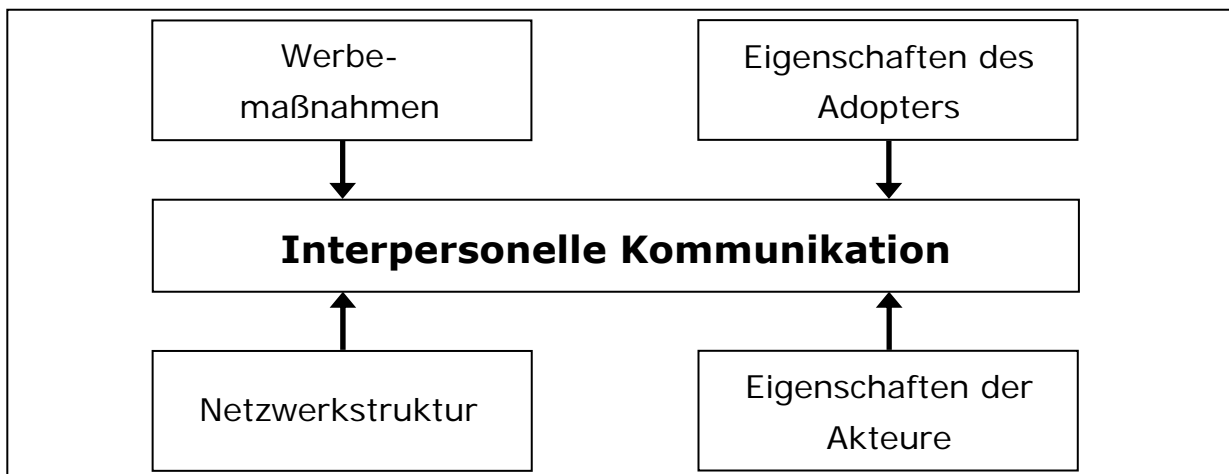 Werbe-
maßnahmen
Eigenschaften des
Adopters
Interpersonelle Kommunikation
Netzwerkstruktur
Eigenschaften der
Akteure